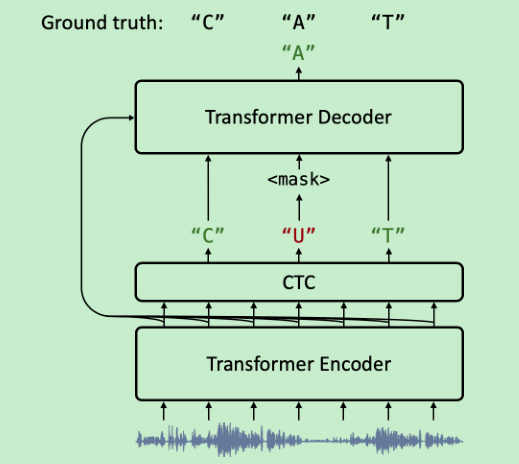 Ground truth: “C” “A” “T”
“A”
Transformer Decoder
<mask>
“C” “U” “T”
CTC
Transformer Encoder